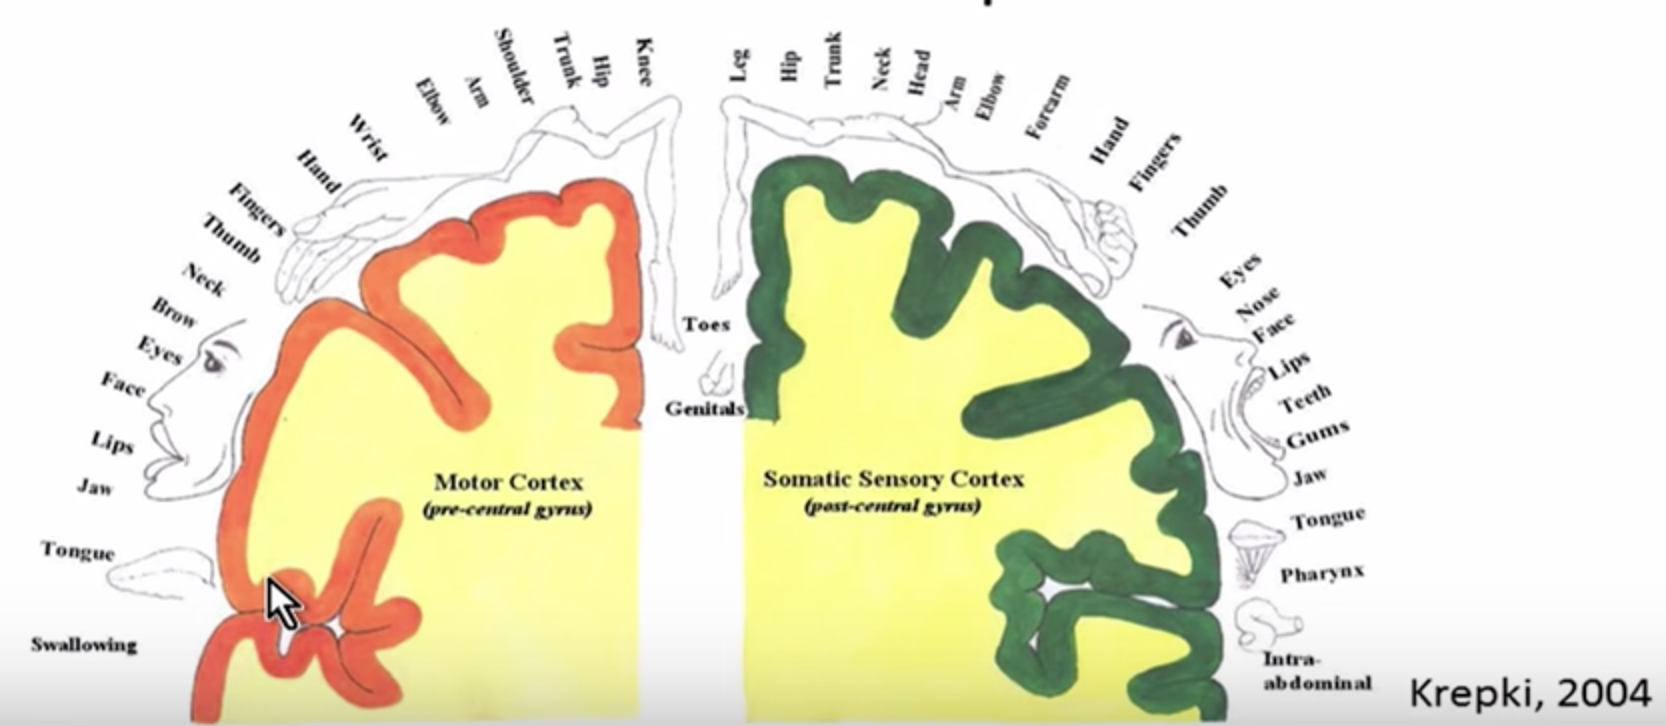 Shoulder
Trunk
Hip
Knee
Elbow
Arm
Wrist
Hand
Fingers
Thumb
Neck
Brow
Eyes
Face
Lips
Jaw
Tongue
Swallowing
Motor Cortex
(pre-central gyrus)
Toes
Genitals
Leg
Hip
Trunk
Neck
Head
Arm
Elbow
Forearm
Hand
Fingers
Thumb
Eyes
Nose
Face
Lips
Teeth
Gums
Jaw
Tongue
Pharynx
Intra-
abdominal
Somatic Sensory Cortex
(post-central gyrus)
Krepki, 2004